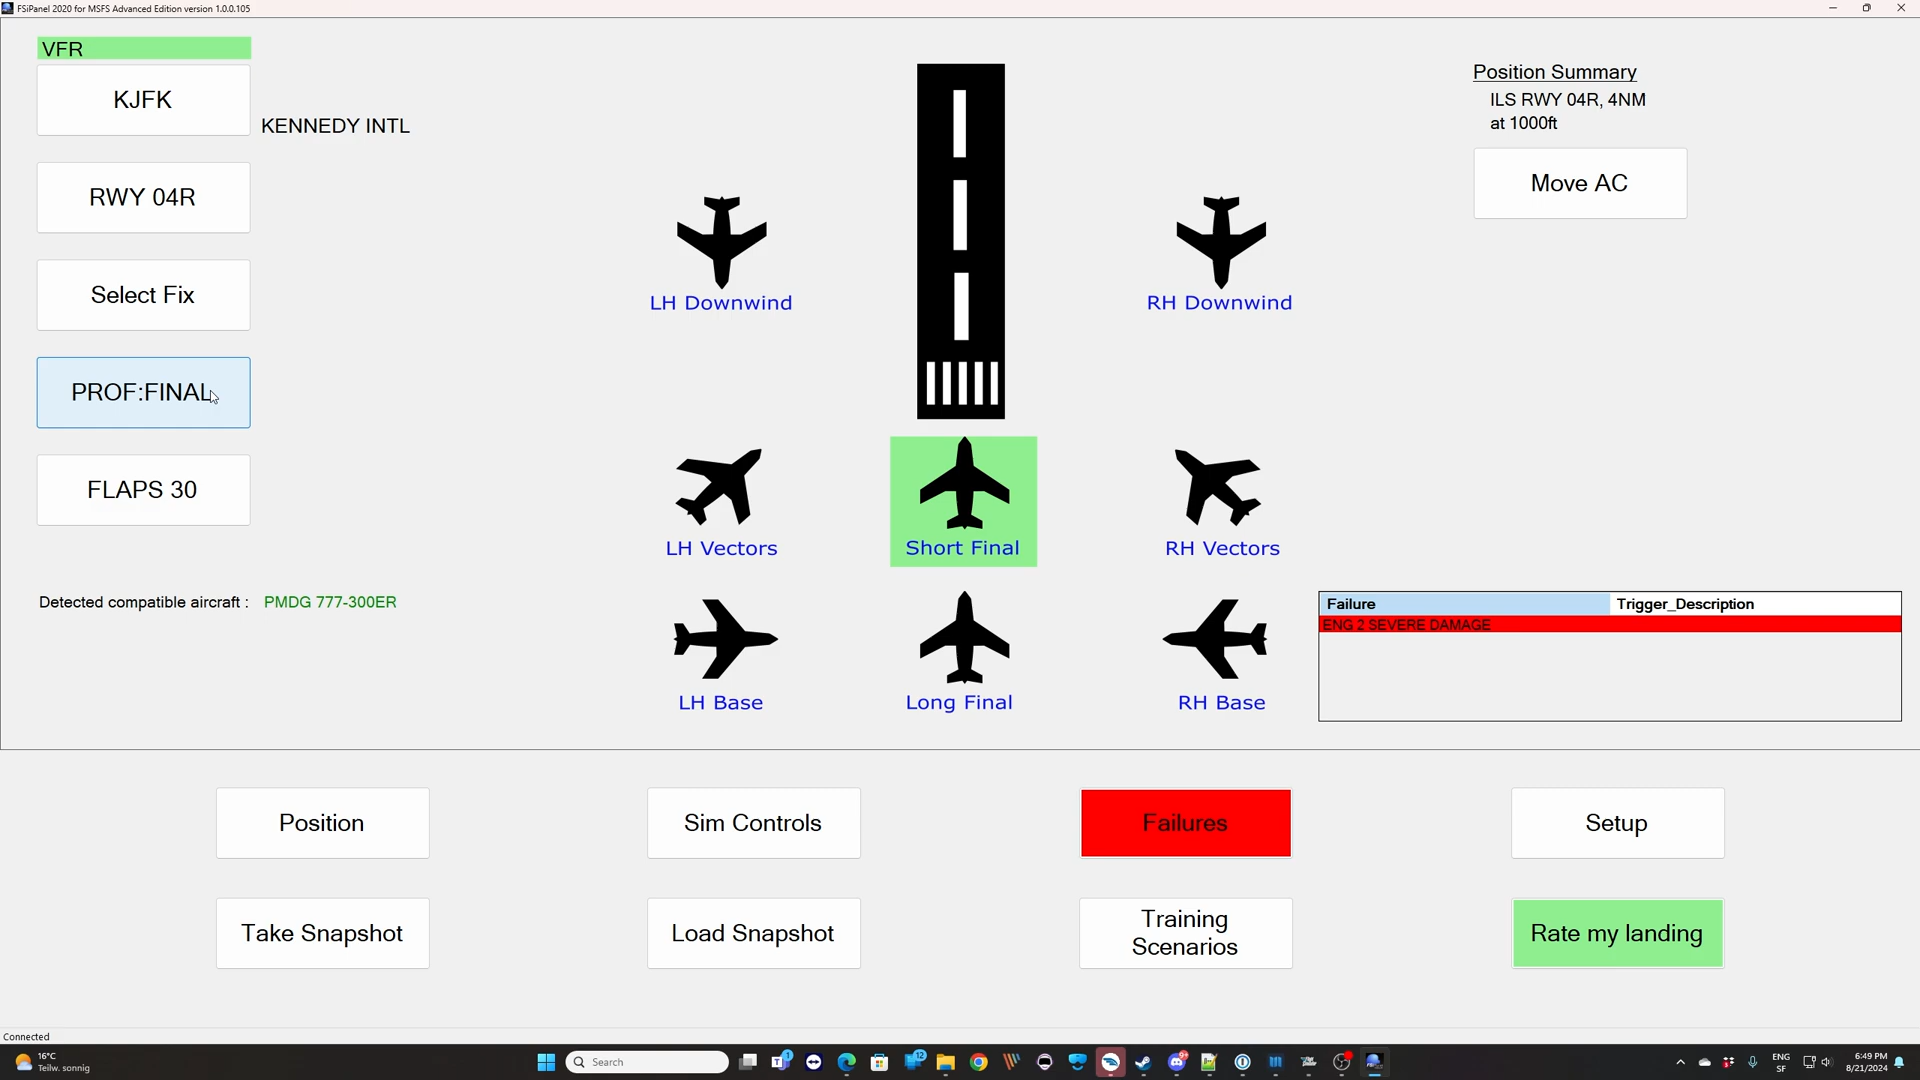 FSiPanel 2020 for MSFS Advanced Edition version 1.0.0.105
VFR
KJFK
KENNEDY INTL
RWY 04R
Select Fix
PROF:FINAL
FLAPS 30
Detected compatible aircraft : PMDG 777-300ER
LH Downwind
RH Downwind
LH Vectors
Short Final
RH Vectors
LH Base
Long Final
RH Base
Position Summary
ILS RWY 04R, 4NM
at 1000ft
Move AC
Failure Trigger_Description
ENG 2 SEVERE DAMAGE
Position
Sim Controls
Failures
Setup
Take Snapshot
Load Snapshot
Training
Scenarios
Rate my landing
Connected
16°C
Teilw. sonnig
Search
1
12
9+
ENG
SF
6:49 PM
8/21/2024